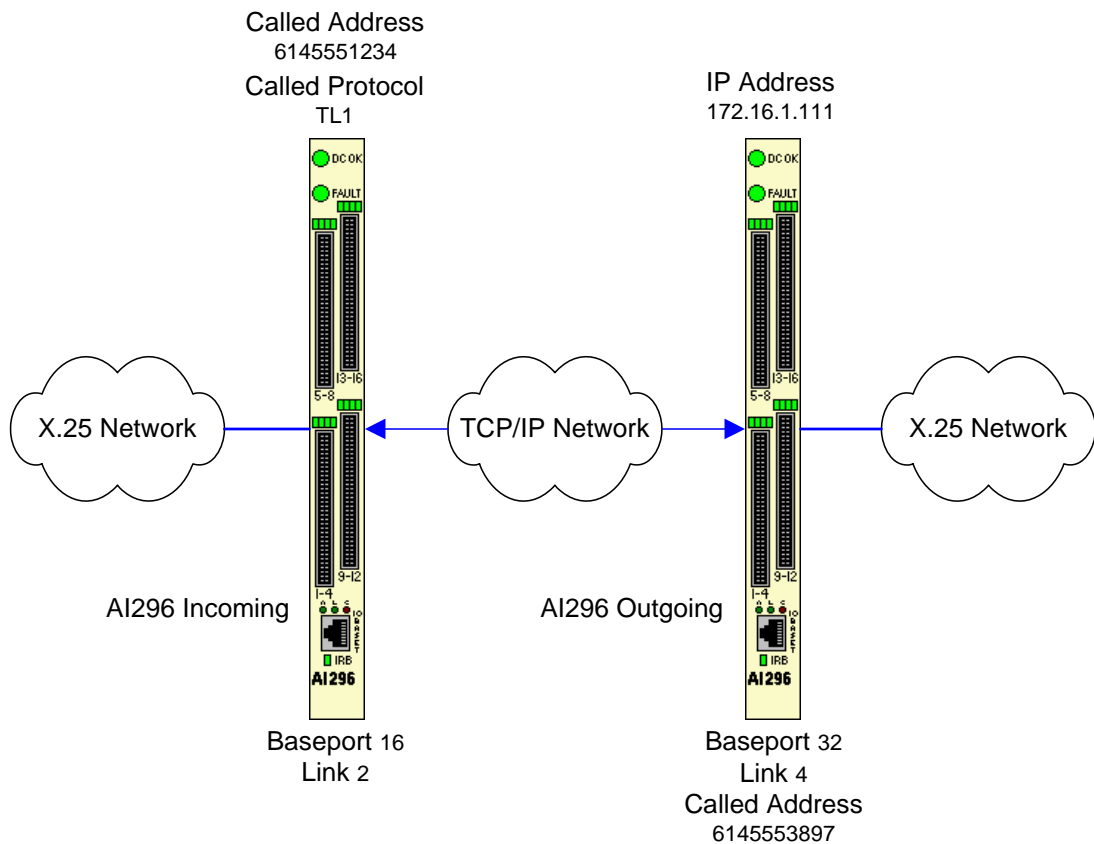 Called Address
6145551234
Called Protocol
TL1
IP Address
172.16.1.111
DC OK
FAULT
13-16
5-8
9-12
1-4
A L C
10BASET
IRB
AI296
DC OK
FAULT
13-16
5-8
9-12
1-4
A L C
10BASET
IRB
AI296
X.25 Network
TCP/IP Network
X.25 Network
AI296 Incoming
AI296 Outgoing
Baseport 16
Link 2
Baseport 32
Link 4
Called Address
6145553897